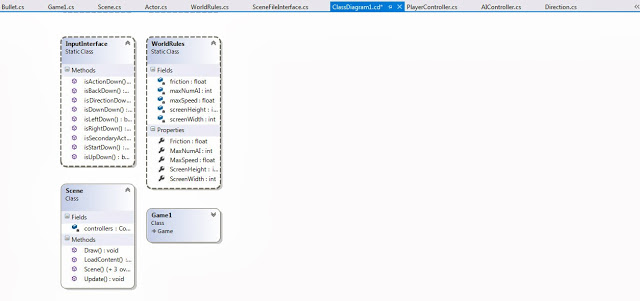 Bullet.cs Game1.cs Scene.cs Actor.cs WorldRules.cs SceneFileInterface.cs ClassDiagram1.cd* PlayerController.cs AIController.cs Direction.cs
InputInterface
Static Class
Methods
isActionDown()...
isBackDown() :...
isDirectionDow...
isDownDown() :...
isLeftDown() : b...
isRightDown() :...
isSecondaryAct...
isStartDown() :...
isUpDown() : b...
WorldRules
Static Class
Fields
friction : float
maxNumAI : int
maxSpeed : float
screenHeight : i...
screenWidth : int
Properties
Friction : float
MaxNumAI : int
MaxSpeed : float
ScreenHeight : i...
ScreenWidth : int
Scene
Class
Fields
controllers : Co...
Methods
Draw() : void
LoadContent() :...
Scene() (+ 3 ov...
Update() : void
Game1
Class
Game